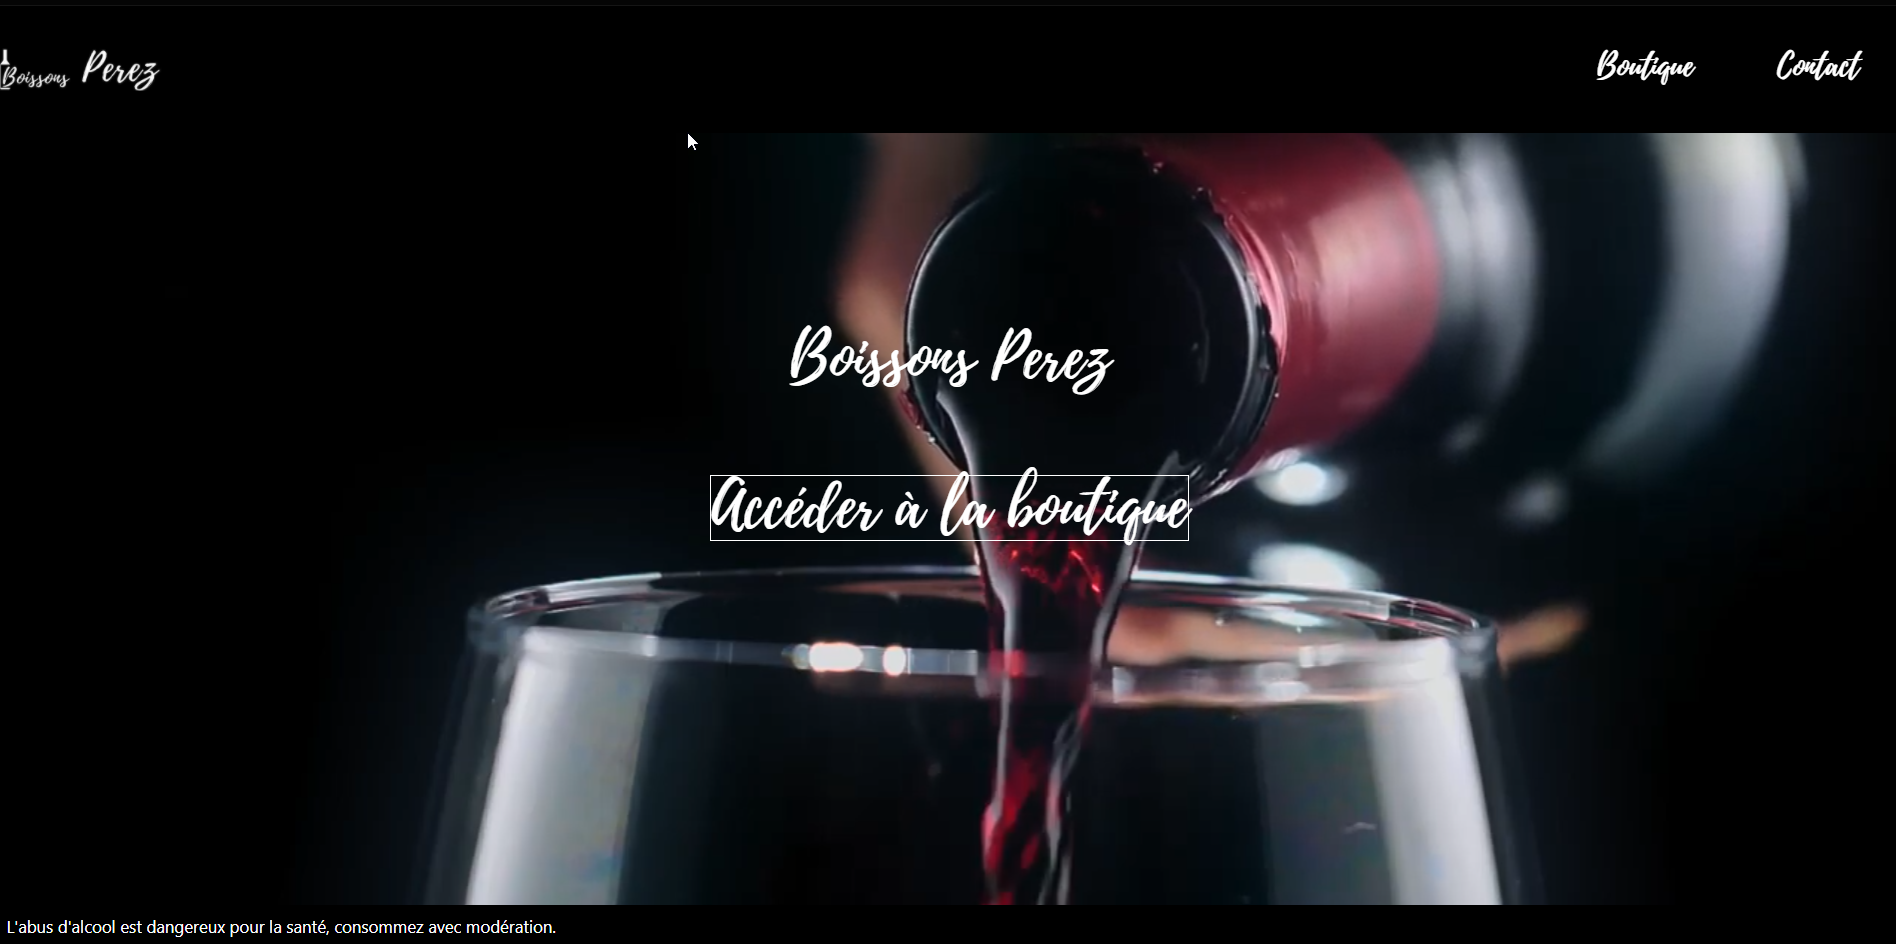 Boissons Perez
Boutique
Contact
Boissons Perez
Accéder à la boutique
L'abus d'alcool est dangereux pour la santé, consommez avec modération.